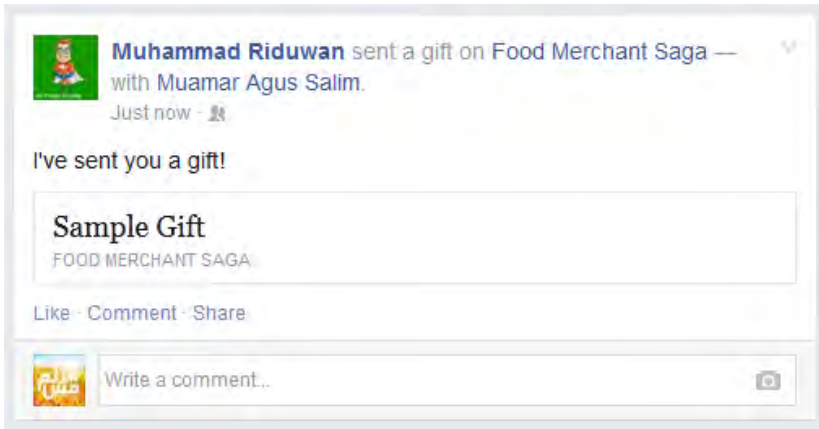 Muhammad Riduwan sent a gift on Food Merchant Saga —
with Muamar Agus Salim.
Just now ·
I've sent you a gift!
Sample Gift
FOOD MERCHANT SAGA
Like · Comment · Share
Write a comment...